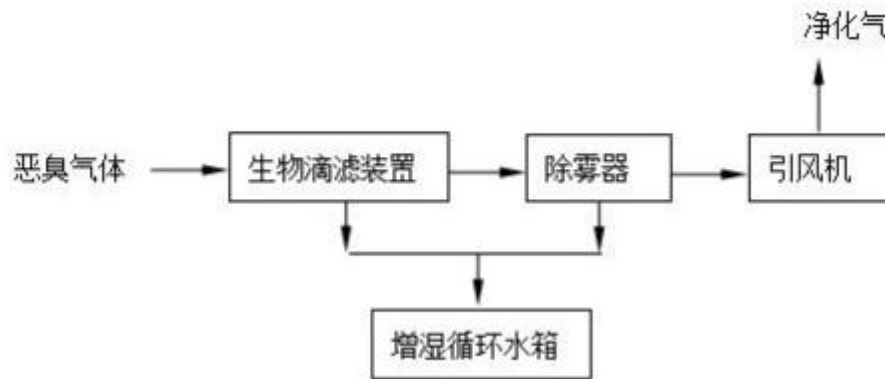 净化气
恶臭气体
生物滴滤装置
除雾器
引风机
增湿循环水箱